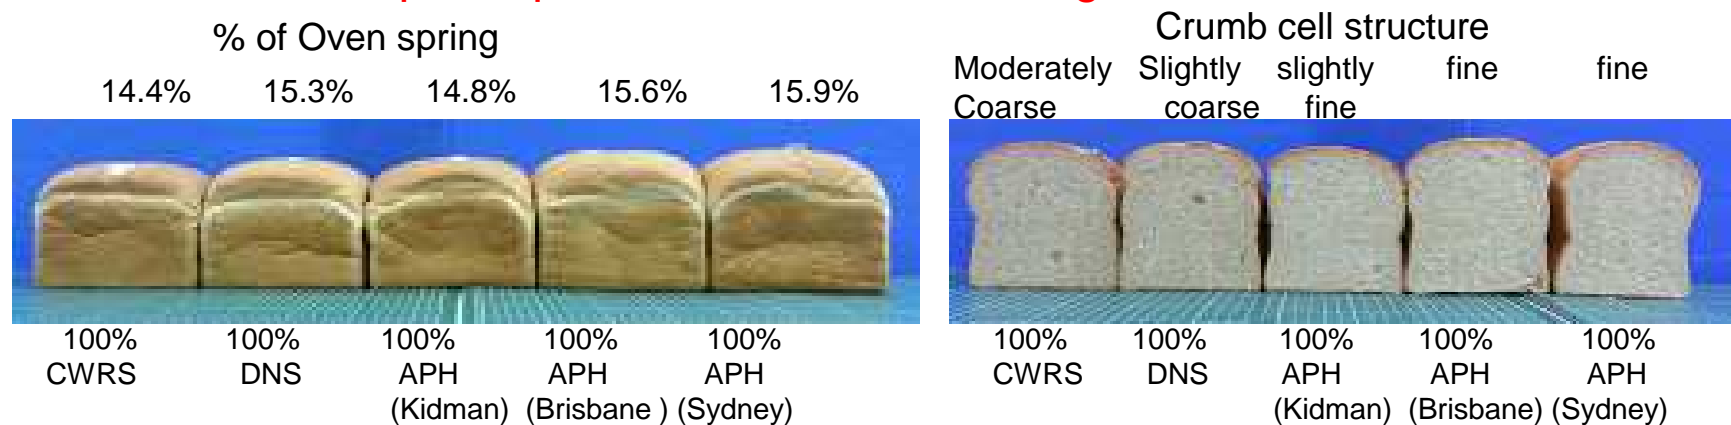 % of Oven spring
14.4% 15.3% 14.8% 15.6% 15.9%
100% 100% 100% 100% 100%
CWRS DNS APH APH APH
(Kidman) (Brisbane ) (Sydney)
Crumb cell structure
Moderately Slightly slightly fine fine
Coarse coarse fine
100% 100% 100% 100% 100%
CWRS DNS APH APH APH
(Kidman) (Brisbane) (Sydney)